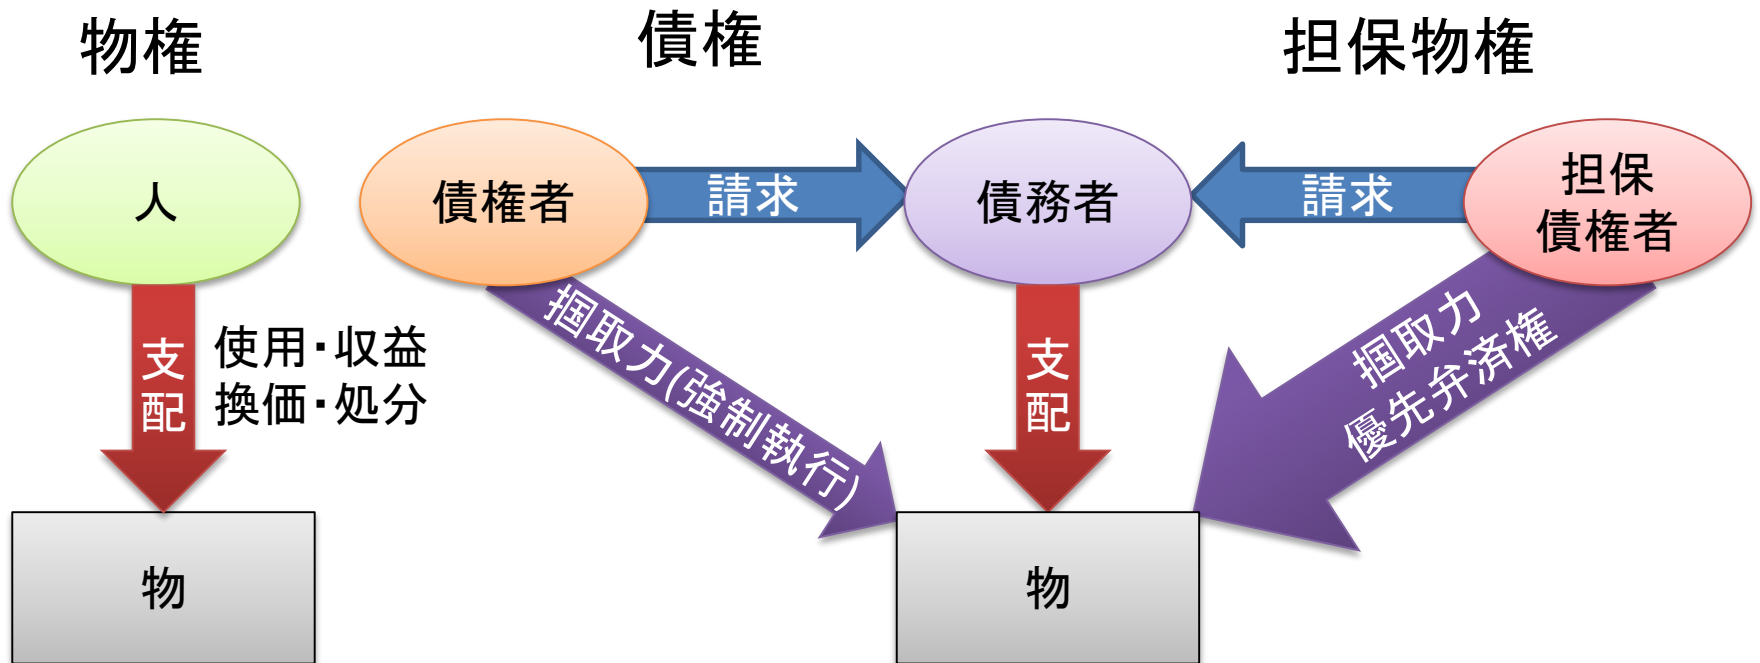 物権
債権
担保物権
人
債権者
請求
債務者
請求
担保
債権者
支配
使用・収益
換価・処分
掴取力(強制執行)
支配
掴取力
優先弁済権
物
物